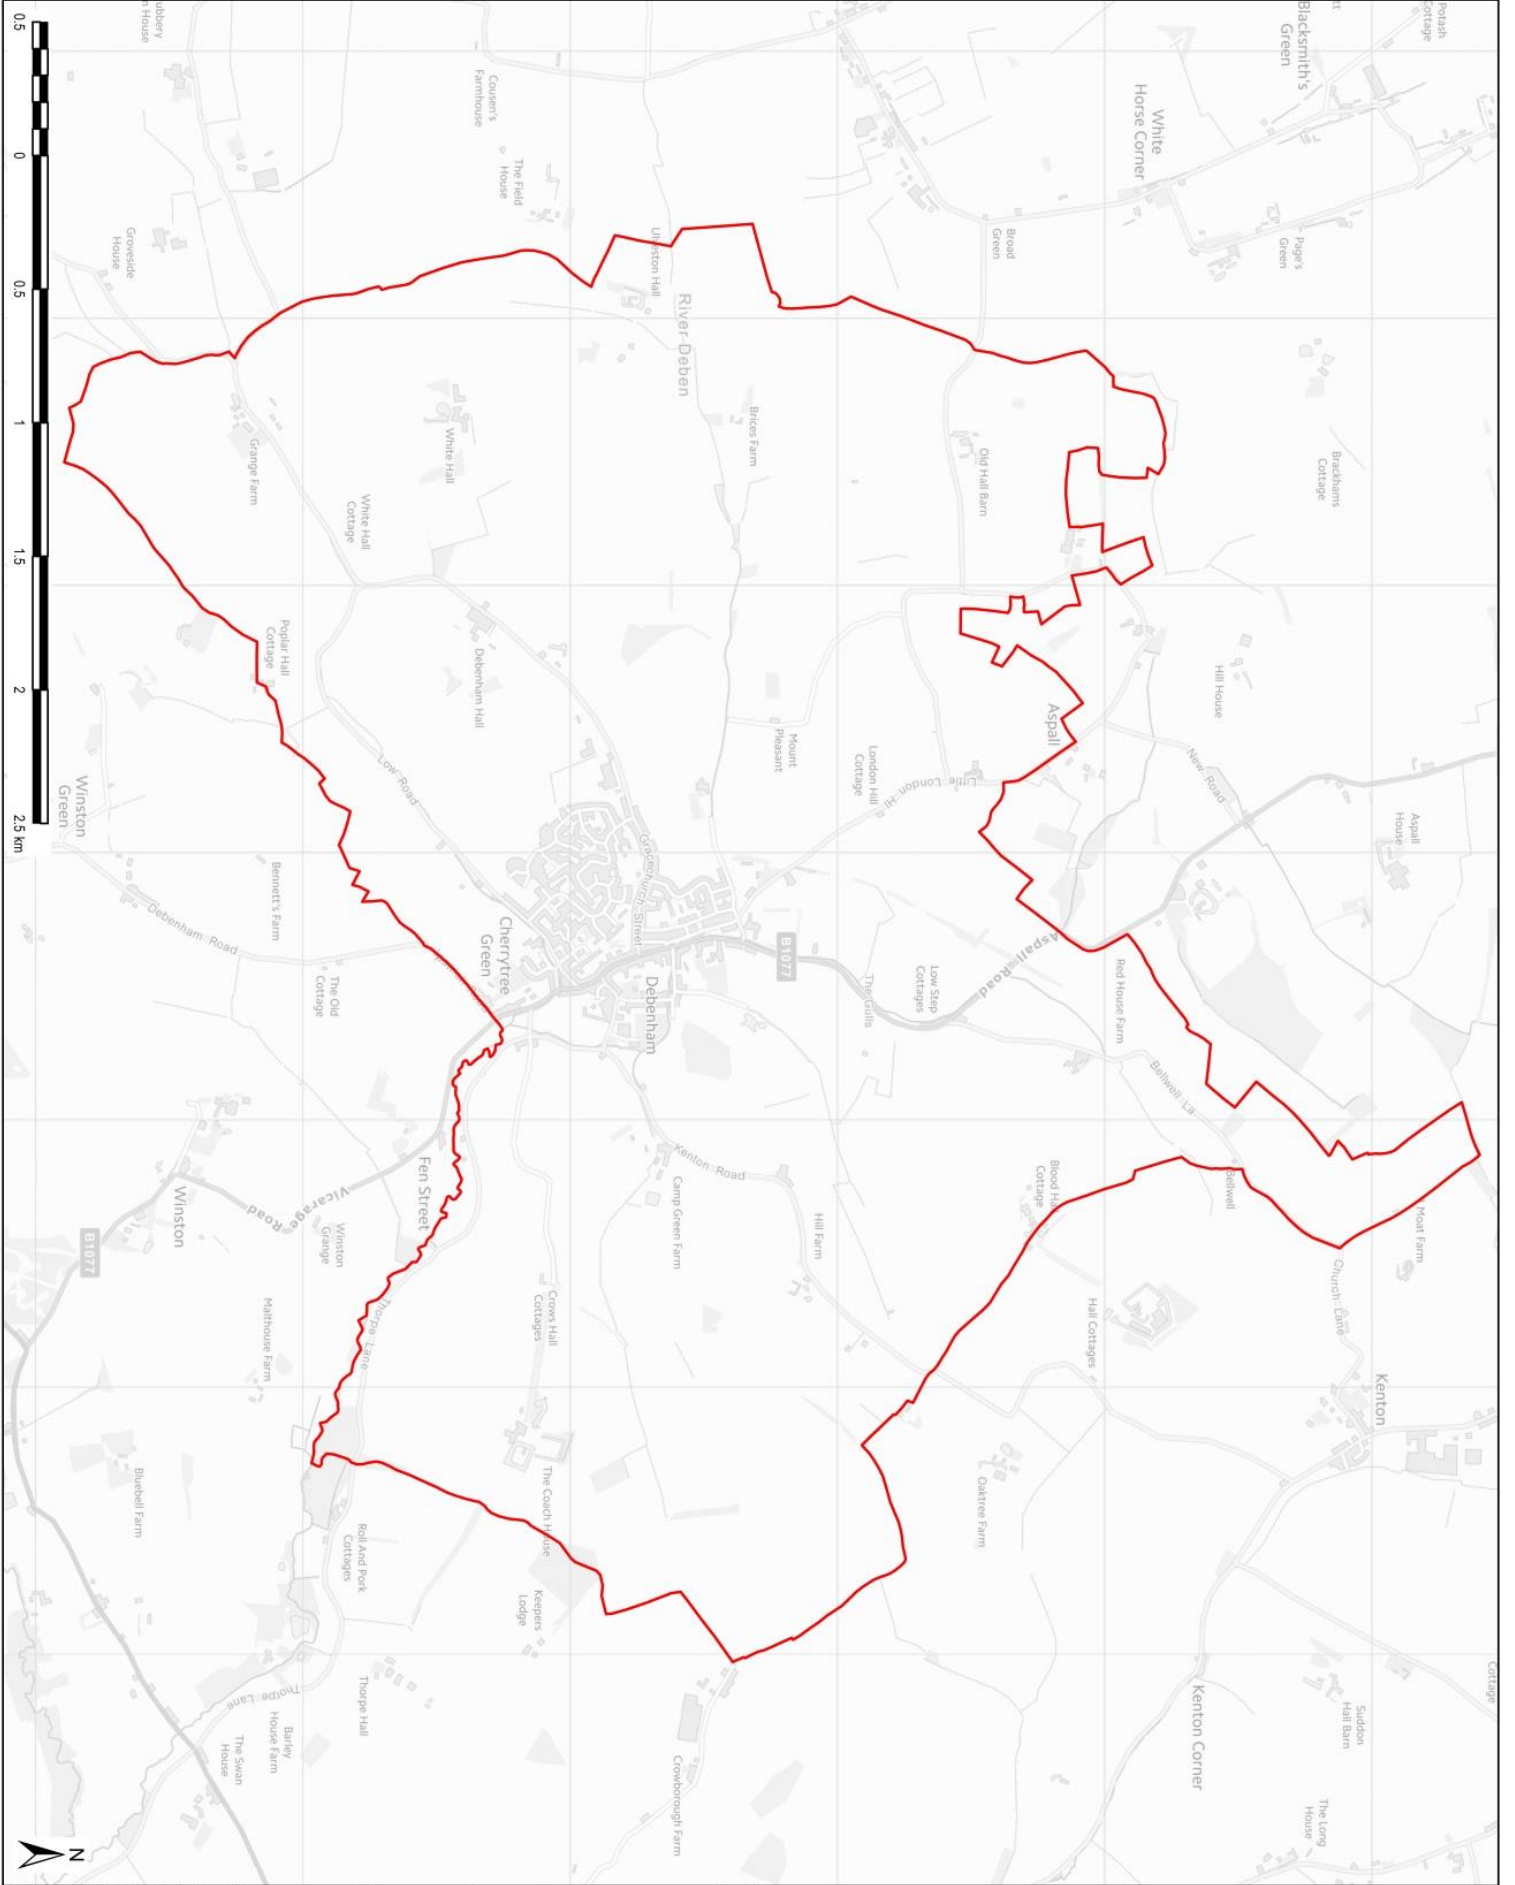 Potash
Cottage
Blacksmith's
Green
Page's
Green
White
Horse Corner
Broad
Green
Brackhams
Cottage
Hill House
New Road
Aspall
House
Aspall
Old Hall Barn
Little London Hill
London Hill
Cottage
Mount
Pleasant
Brices Farm
River Deben
Ulveston Hall
The Field
House
Cousen's
Farmhouse
Groveside
House
Grange Farm
White Hall
White Hall
Cottage
Debenham Hall
Poplar Hall
Cottage
Low Road
Winston
Green
Bennett's Farm
Debenham Road
The Old
Cottage
Cherrytree
Green
Gracechurch Street
Debenham
B1077
The Gulls
Low Step
Cottages
Aspall Road
Red House Farm
Bellwell La
Bellwell
Moat Farm
Church Lane
Kenton
Blood Hall
Cottage
Hall Cottages
Kenton Road
Camp Green Farm
Hill Farm
Oaktree Farm
Fen Street
Winston
Vicarage Road
Winston
Grange
B1077
Malthouse Farm
Thorpe Lane
Crows Hall
Cottages
The Coach House
Bluebell Farm
Roll And Pork
Cottages
Keepers
Lodge
Thorpe Hall
Thorpe Lane
Barley
House Farm
The Swan
House
Crowborough Farm
Kenton Corner
Suddon
Hall Barn
Cottage
The Long
House
0.5
0
0.5
1
1.5
2
2.5 km
N